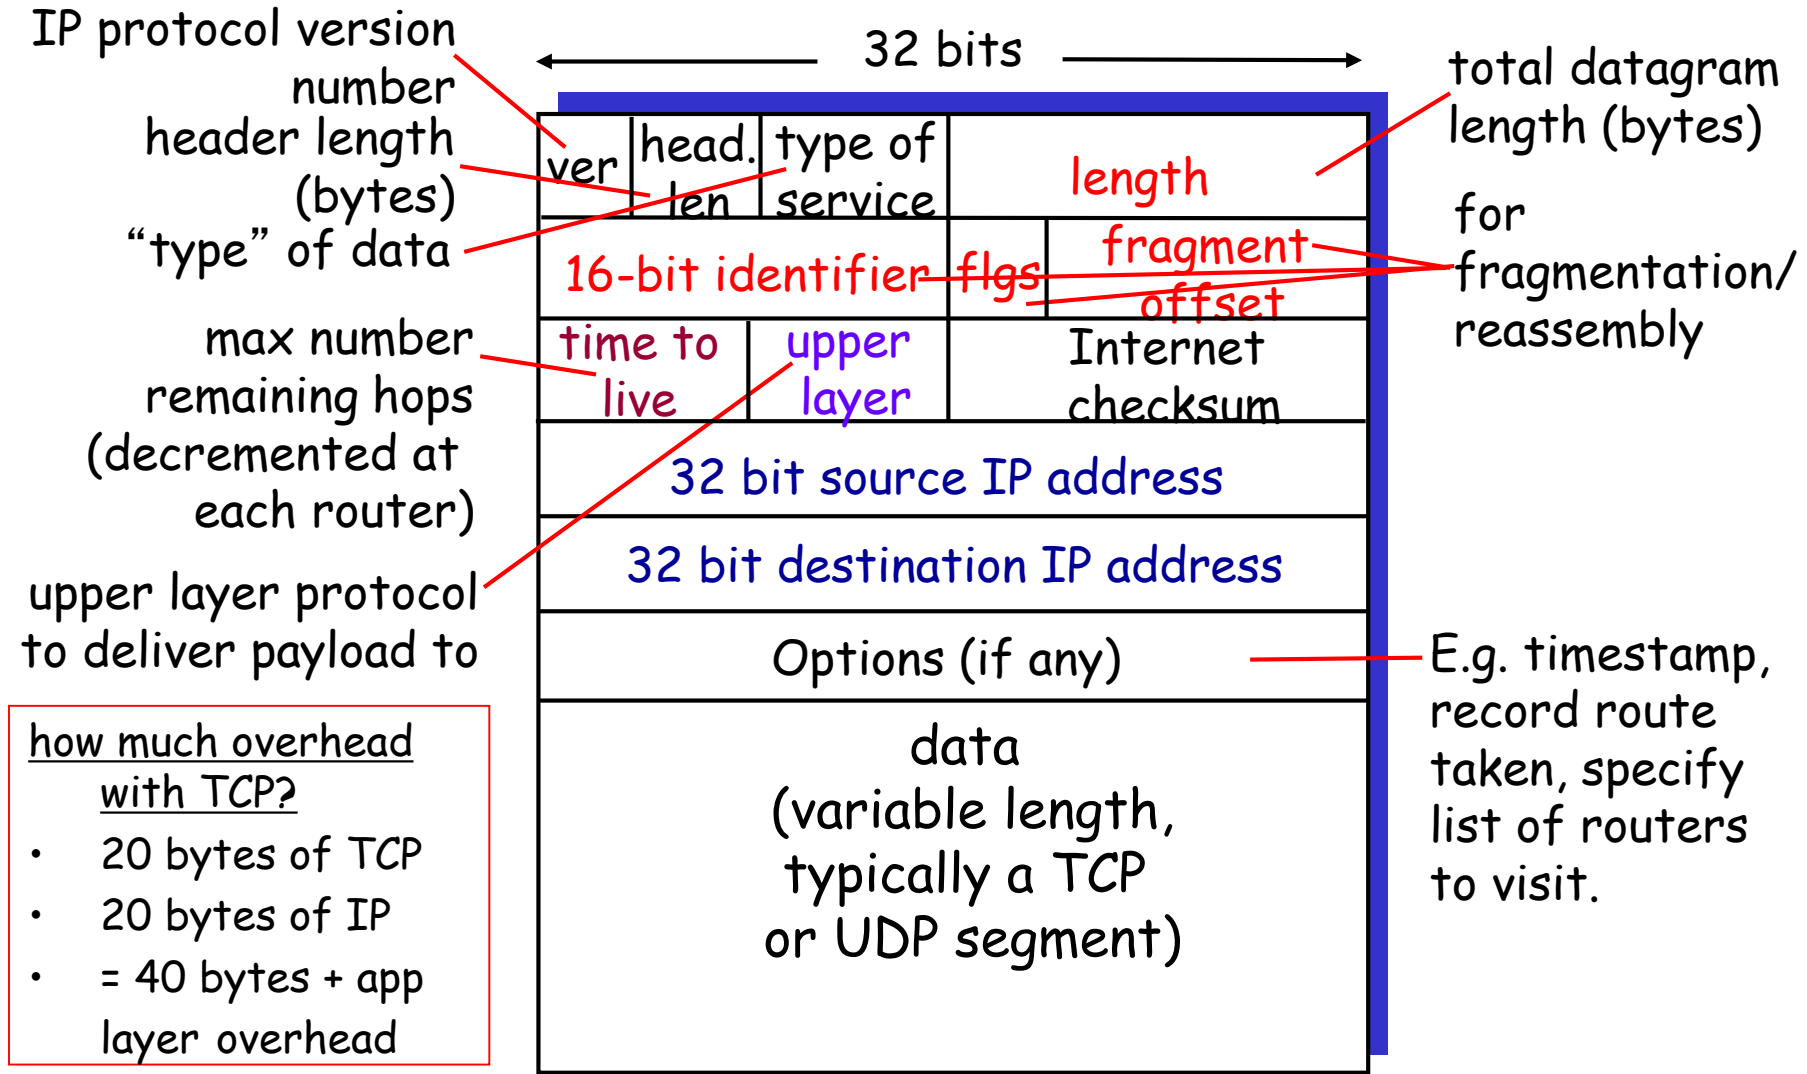 IP protocol version
number
header length
(bytes)
“type” of data
max number
remaining hops
(decremented at
each router)
upper layer protocol
to deliver payload to
how much overhead
with TCP?
• 20 bytes of TCP
• 20 bytes of IP
• = 40 bytes + app
layer overhead
32 bits
ver
head.
len
type of
service
length
16-bit identifier
flgs
fragment
offset
time to
live
upper
layer
Internet
checksum
32 bit source IP address
32 bit destination IP address
Options (if any)
data
(variable length,
typically a TCP
or UDP segment)
total datagram
length (bytes)
for
fragmentation/
reassembly
E.g. timestamp,
record route
taken, specify
list of routers
to visit.